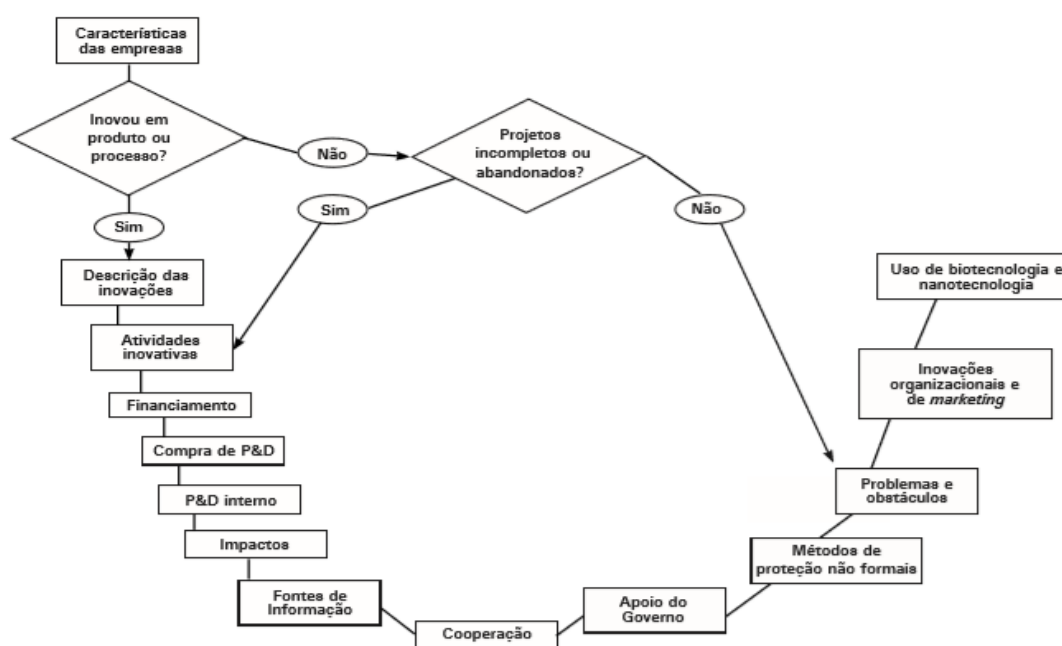 Características
das empresas
Inovou em
produto ou
processo?
Não
Projetos
incompletos ou
abandonados?
Sim
Sim
Não
Descrição das
inovações
Atividades
inovativas
Financiamento
Compra de P&D
P&D interno
Impactos
Fontes de
Informação
Cooperação
Apoio do
Governo
Métodos de
proteção não formais
Problemas e
obstáculos
Inovações
organizacionais e
de marketing
Uso de biotecnologia e
nanotecnologia